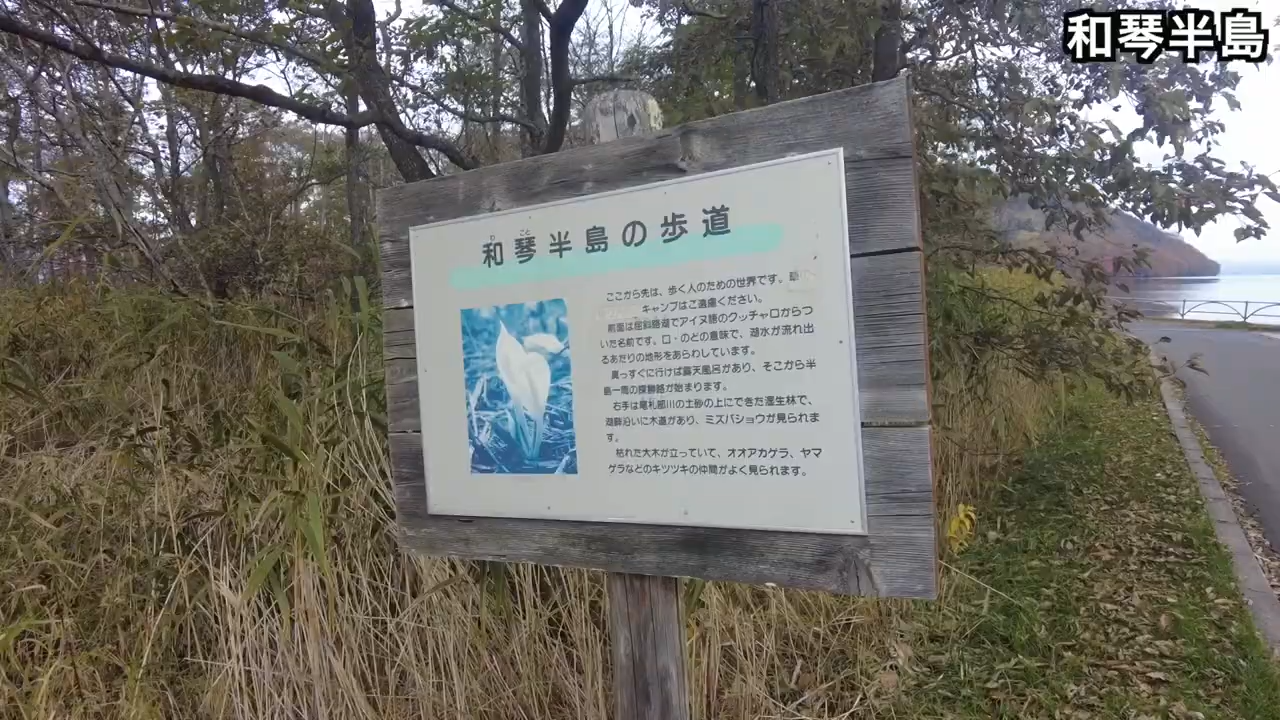 和琴半島
わ こと
和琴半島の歩道
ここから先は、歩く人のための世界です。
キャンプはご遠慮ください。
前面は屈斜路湖でアイヌ語のクッチャロからつ
いた名前です。口・のどの意味で、湖水が流れ出
るあたりの地形をあらわしています。
真っすぐに行けば露天風呂があり、そこから半
島一周の探勝路が始まります。
右手は尾札部川の土砂の上にできた湿生林で、
湖畔沿いに木道があり、ミズバショウが見られま
す。
枯れた大木が立っていて、オオアカゲラ、ヤマ
ゲラなどのキツツキの仲間がよく見られます。